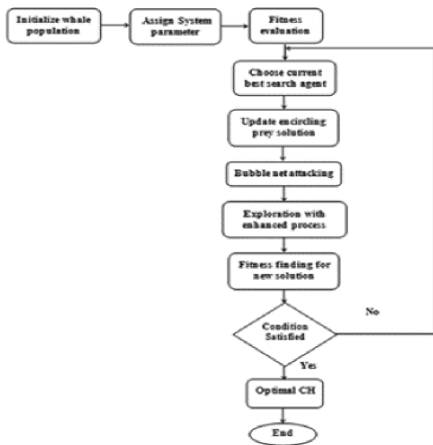 Initialize whale
population
Assign System
parameter
Fitness
evaluation
Choose current
best search agent
Update encircling
prey solution
Bubble net attacking
Exploration with
enhanced process
Fitness finding for
new solution
Condition
Satisfied
No
Yes
Optimal CH
End